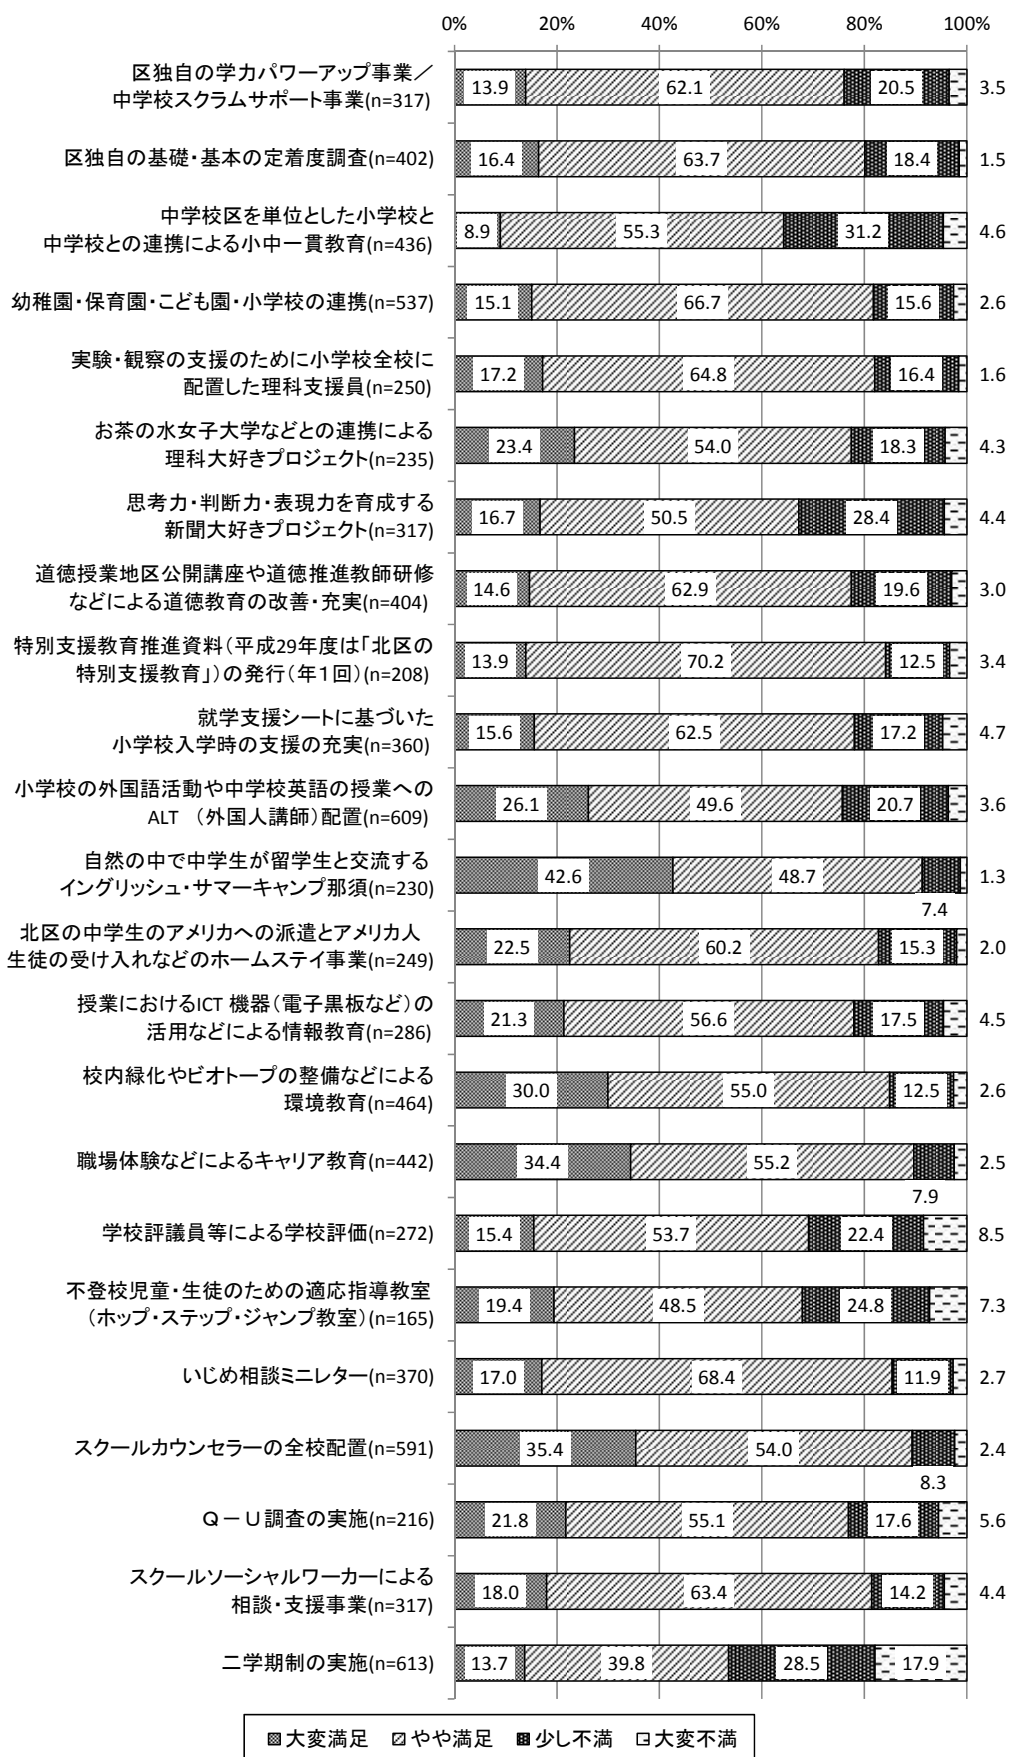 0% 20% 40% 60% 80% 100%
区独自の学力パワーアップ事業／
中学校スクラムサポート事業(n=317)
13.9 62.1 20.5 3.5
区独自の基礎・基本の定着度調査(n=402)
16.4 63.7 18.4 1.5
中学校区を単位とした小学校と
中学校との連携による小中一貫教育(n=436)
8.9 55.3 31.2 4.6
幼稚園・保育園・こども園・小学校の連携(n=537)
15.1 66.7 15.6 2.6
実験・観察の支援のために小学校全校に
配置した理科支援員(n=250)
17.2 64.8 16.4 1.6
お茶の水女子大学などとの連携による
理科大好きプロジェクト(n=235)
23.4 54.0 18.3 4.3
思考力・判断力・表現力を育成する
新聞大好きプロジェクト(n=317)
16.7 50.5 28.4 4.4
道徳授業地区公開講座や道徳推進教師研修
などによる道徳教育の改善・充実(n=404)
14.6 62.9 19.6 3.0
特別支援教育推進資料（平成29年度は「北区の
特別支援教育」）の発行（年１回）(n=208)
13.9 70.2 12.5 3.4
就学支援シートに基づいた
小学校入学時の支援の充実(n=360)
15.6 62.5 17.2 4.7
小学校の外国語活動や中学校英語の授業への
ALT （外国人講師）配置(n=609)
26.1 49.6 20.7 3.6
自然の中で中学生が留学生と交流する
イングリッシュ・サマーキャンプ那須(n=230)
42.6 48.7 1.3
7.4
北区の中学生のアメリカへの派遣とアメリカ人
生徒の受け入れなどのホームステイ事業(n=249)
22.5 60.2 15.3 2.0
授業におけるICT 機器（電子黒板など）の
活用などによる情報教育(n=286)
21.3 56.6 17.5 4.5
校内緑化やビオトープの整備などによる
環境教育(n=464)
30.0 55.0 12.5 2.6
職場体験などによるキャリア教育(n=442)
34.4 55.2 2.5
7.9
学校評議員等による学校評価(n=272)
15.4 53.7 22.4 8.5
不登校児童・生徒のための適応指導教室
（ホップ・ステップ・ジャンプ教室）(n=165)
19.4 48.5 24.8 7.3
いじめ相談ミニレター(n=370)
17.0 68.4 11.9 2.7
スクールカウンセラーの全校配置(n=591)
35.4 54.0 2.4
8.3
Ｑ－Ｕ調査の実施(n=216)
21.8 55.1 17.6 5.6
スクールソーシャルワーカーによる
相談・支援事業(n=317)
18.0 63.4 14.2 4.4
二学期制の実施(n=613)
13.7 39.8 28.5 17.9
大変満足 やや満足 少し不満 大変不満